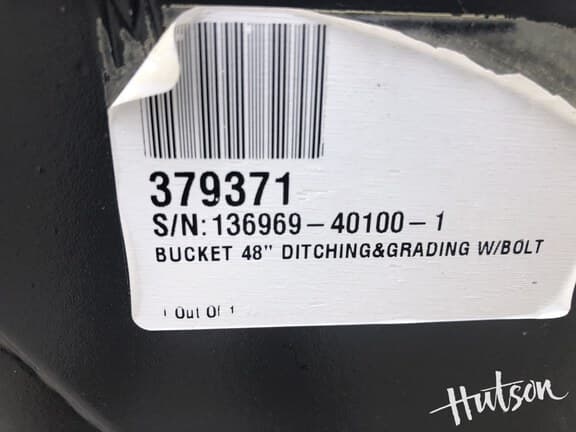 379371
S/N: 136969-40100-1
BUCKET 48" DITCHING&GRADING W/BOLT
1 Out Of 1
Hutson